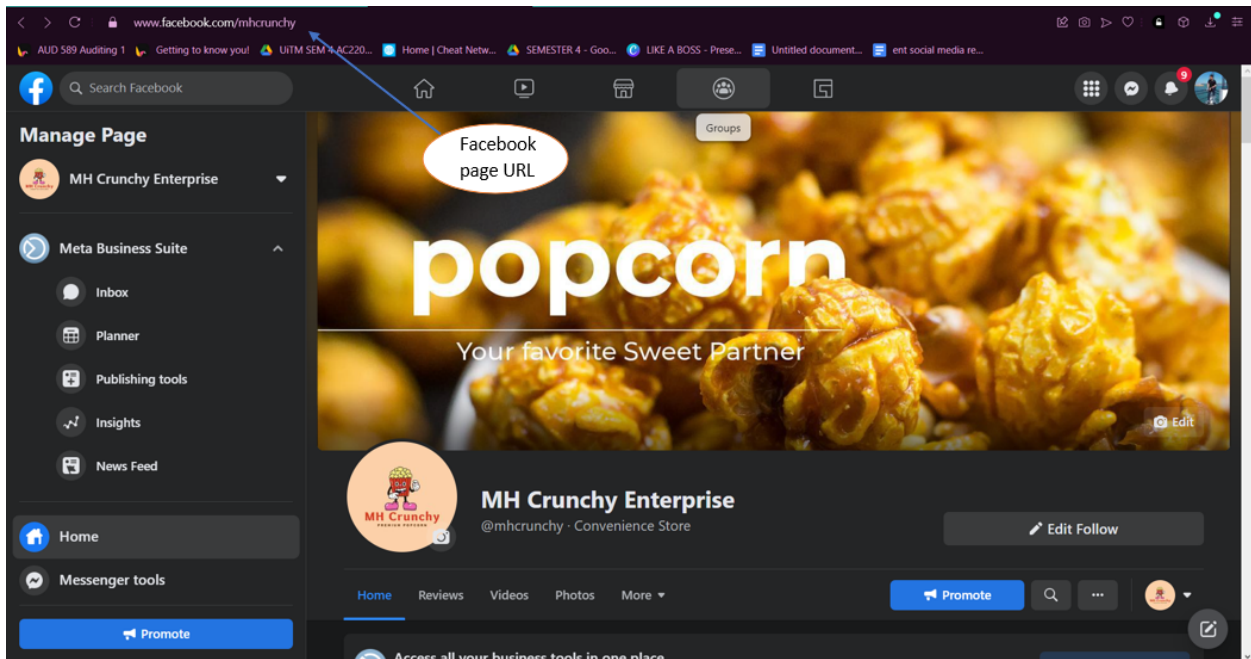 www.facebook.com/mhcrunchy
AUD 589 Auditing 1
Getting to know you!
UiTM SEM 4 AC220...
Home | Cheat Netw...
SEMESTER 4 - Goo...
LIKE A BOSS - Prese...
Untitled document...
ent social media re...
Search Facebook
9
Groups
Facebook
page URL
Manage Page
MH Crunchy Enterprise
Meta Business Suite
Inbox
Planner
Publishing tools
Insights
News Feed
Home
Messenger tools
Promote
popcorn
Your favorite Sweet Partner
Edit
MH Crunchy
PREMIUM POPCORN
MH Crunchy Enterprise
@mhcrunchy · Convenience Store
Edit Follow
Home
Reviews
Videos
Photos
More
Promote
Access all your business tools in one place